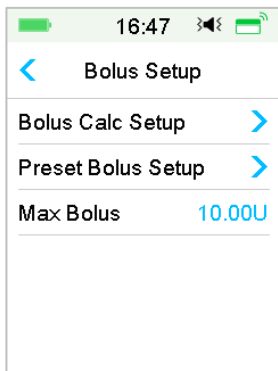 16:47
Bolus Setup
Bolus Calc Setup
Preset Bolus Setup
Max Bolus 10.00U